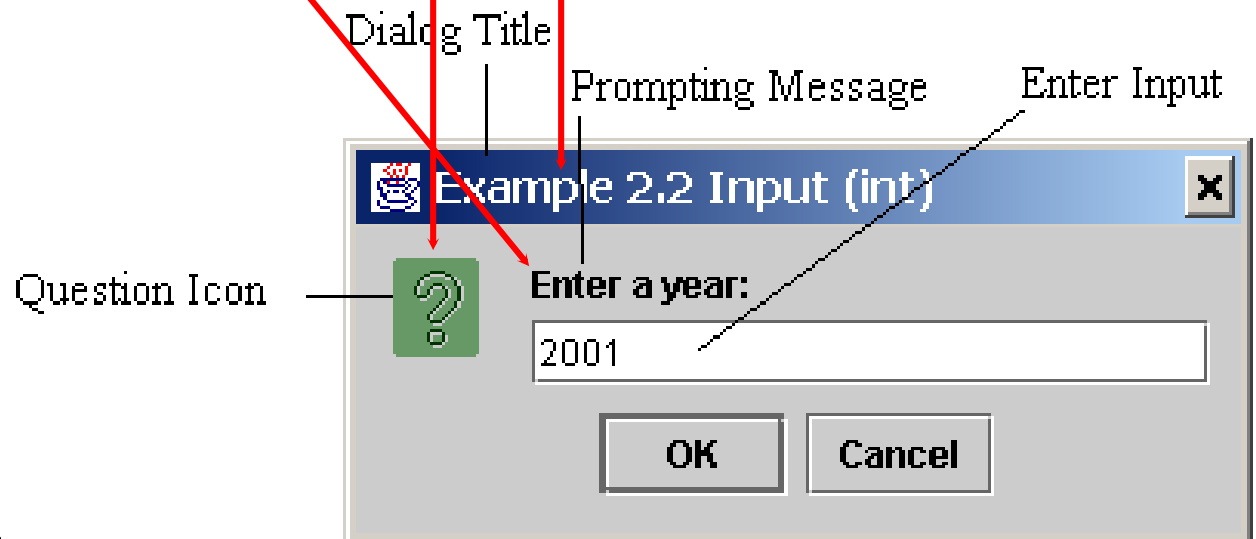 Dialog Title
Prompting Message
Enter Input
Example 2.2 Input (int)
Question Icon
Enter a year:
2001
OK
Cancel